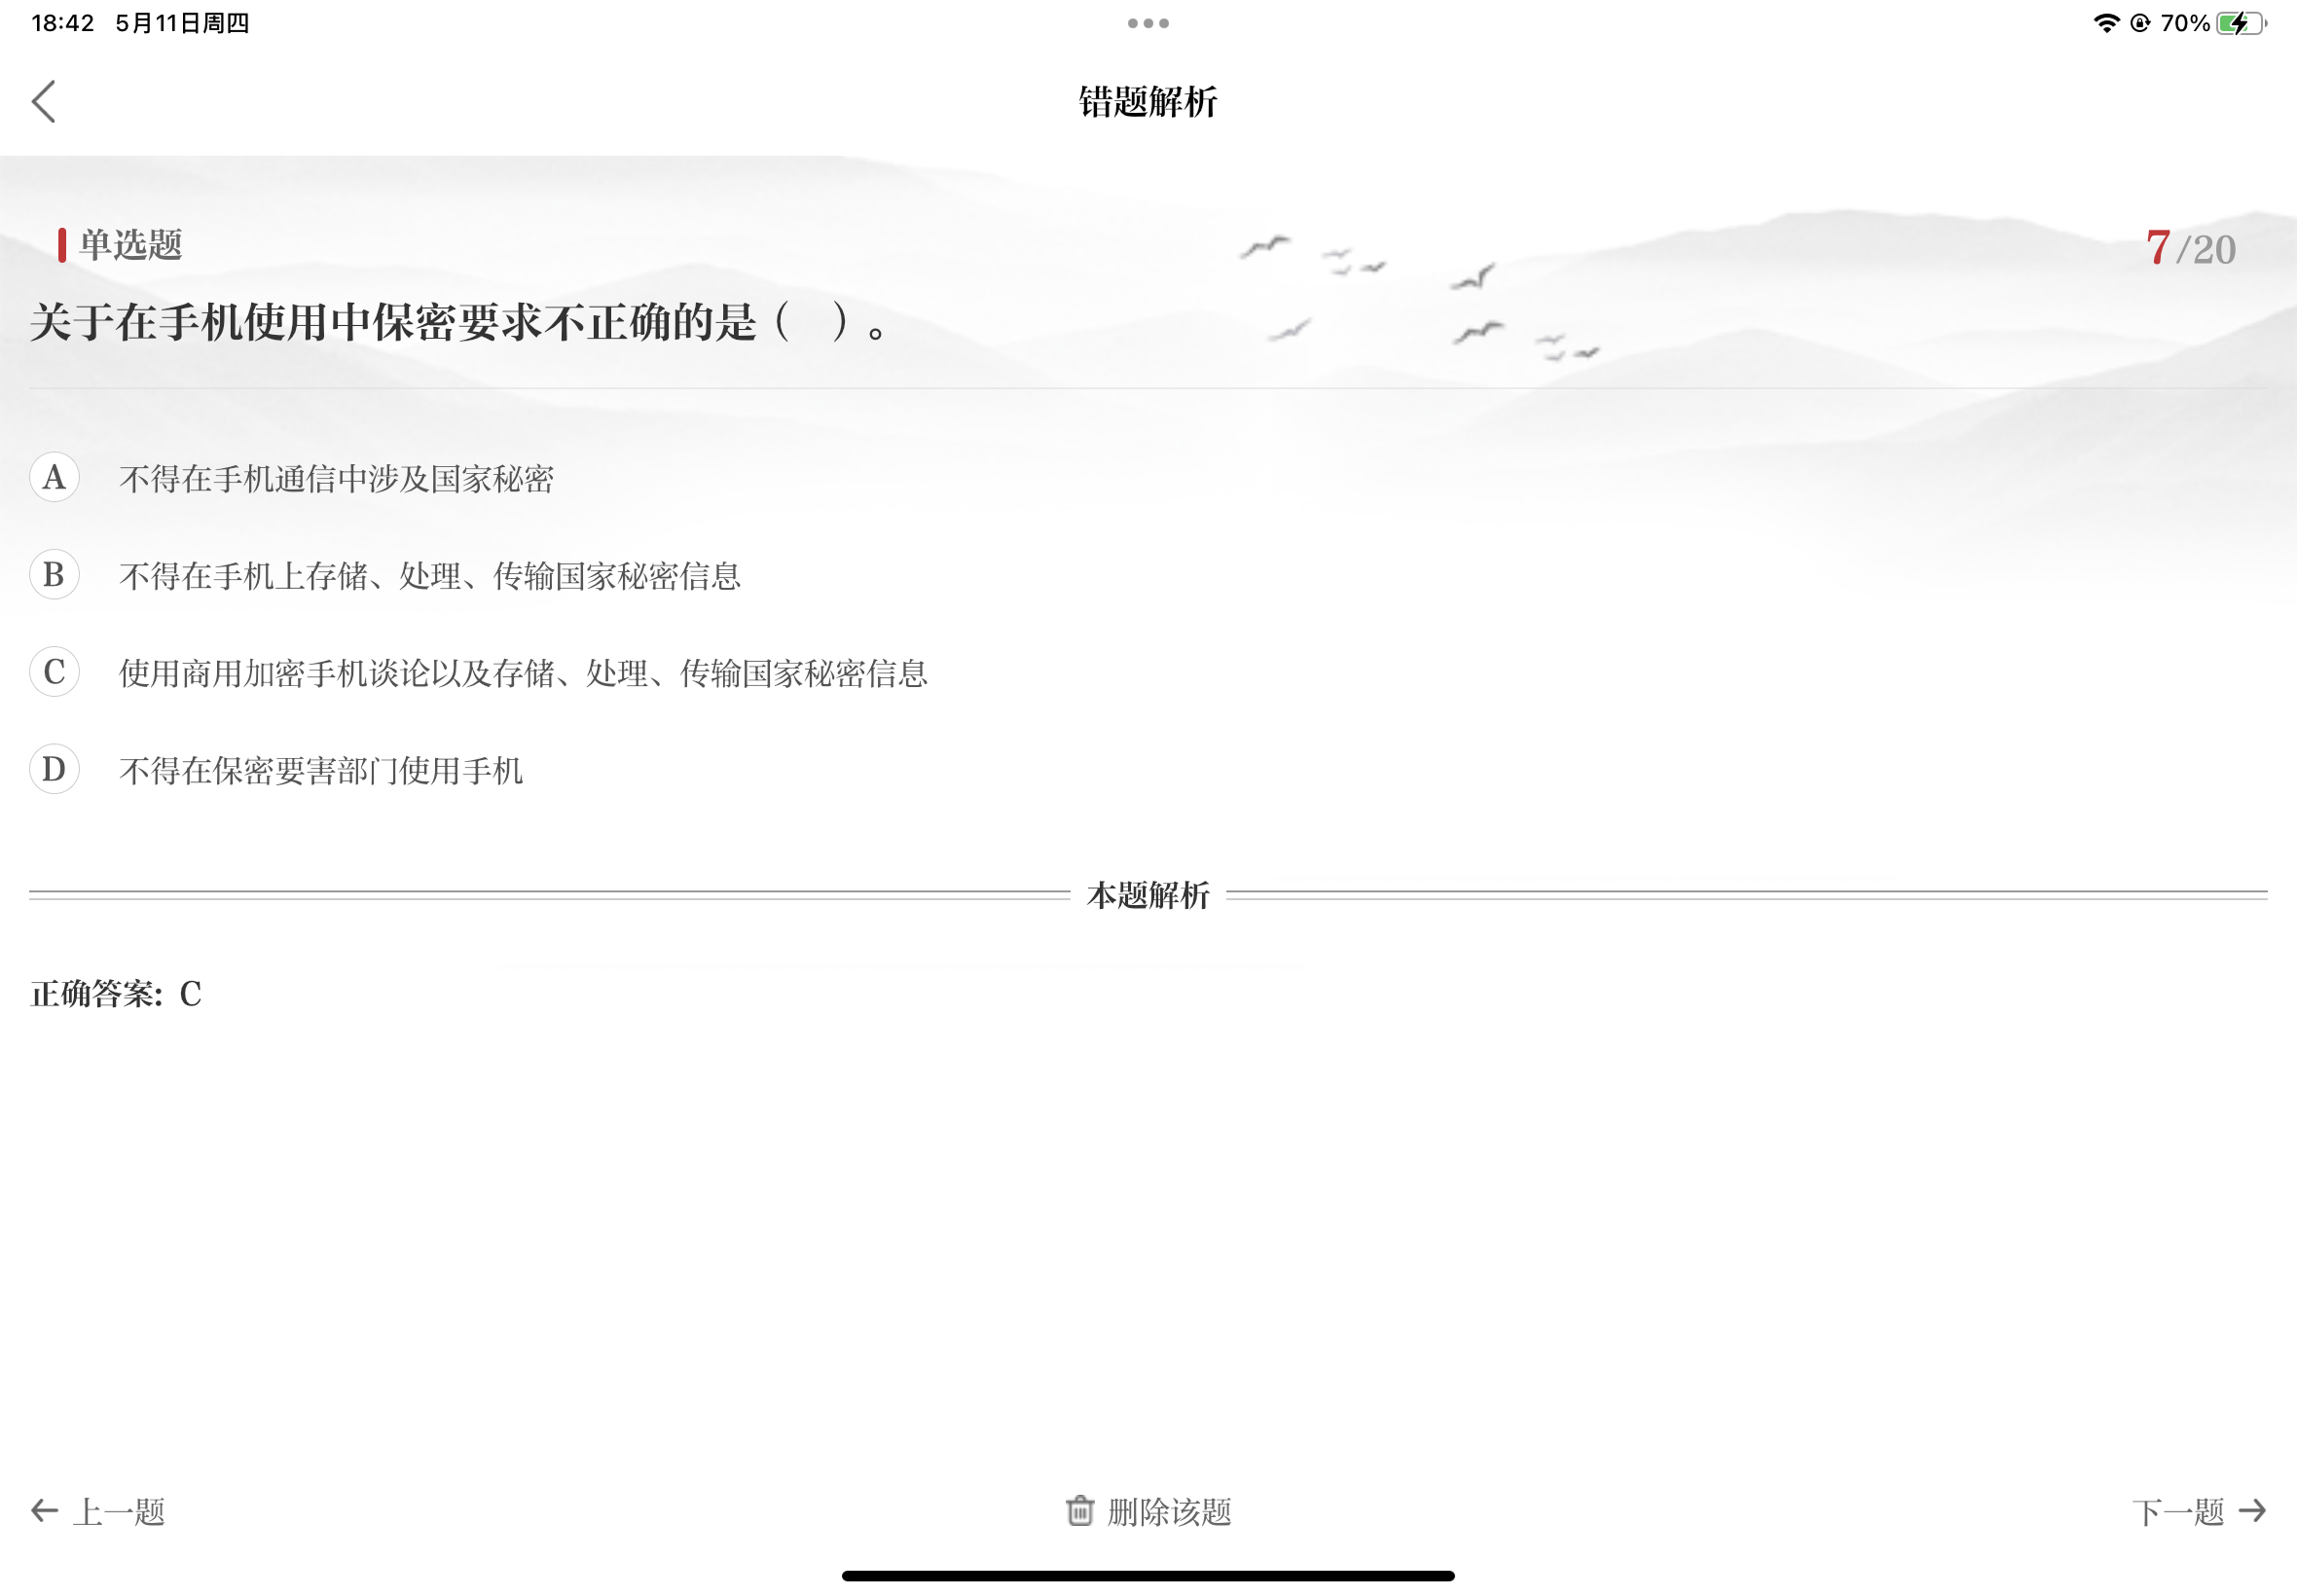 18:42 5月11日周四
70%
错题解析
单选题
7/20
关于在手机使用中保密要求不正确的是（ ）。
A 不得在手机通信中涉及国家秘密
B 不得在手机上存储、处理、传输国家秘密信息
C 使用商用加密手机谈论以及存储、处理、传输国家秘密信息
D 不得在保密要害部门使用手机
本题解析
正确答案: C
上一题
删除该题
下一题